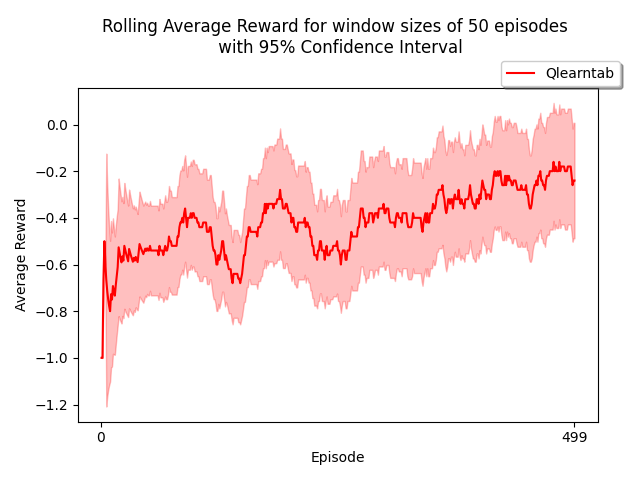 Rolling Average Reward for window sizes of 50 episodes
with 95% Confidence Interval
Qlearntab
0.0
−0.2
−0.4
−0.6
−0.8
−1.0
−1.2
Average Reward
0
499
Episode